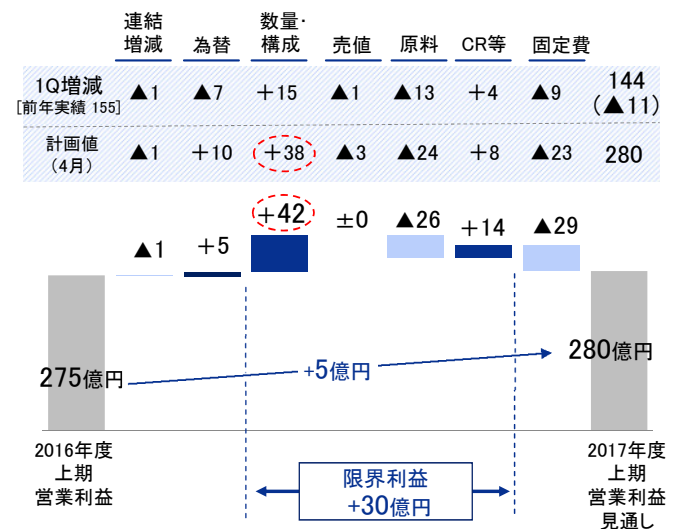 連結
増減 為替 数量・
構成 売値 原料 CR等 固定費
1Q増減
[前年実績 155] ▲1 ▲7 +15 ▲1 ▲13 +4 ▲9 144
(▲11)
計画値
(4月) ▲1 +10 +38 ▲3 ▲24 +8 ▲23 280
▲1 +5 +42 ±0 ▲26 +14 ▲29
275億円 +5億円 280億円
2016年度
上期
営業利益
限界利益
+30億円
2017年度
上期
営業利益
見通し